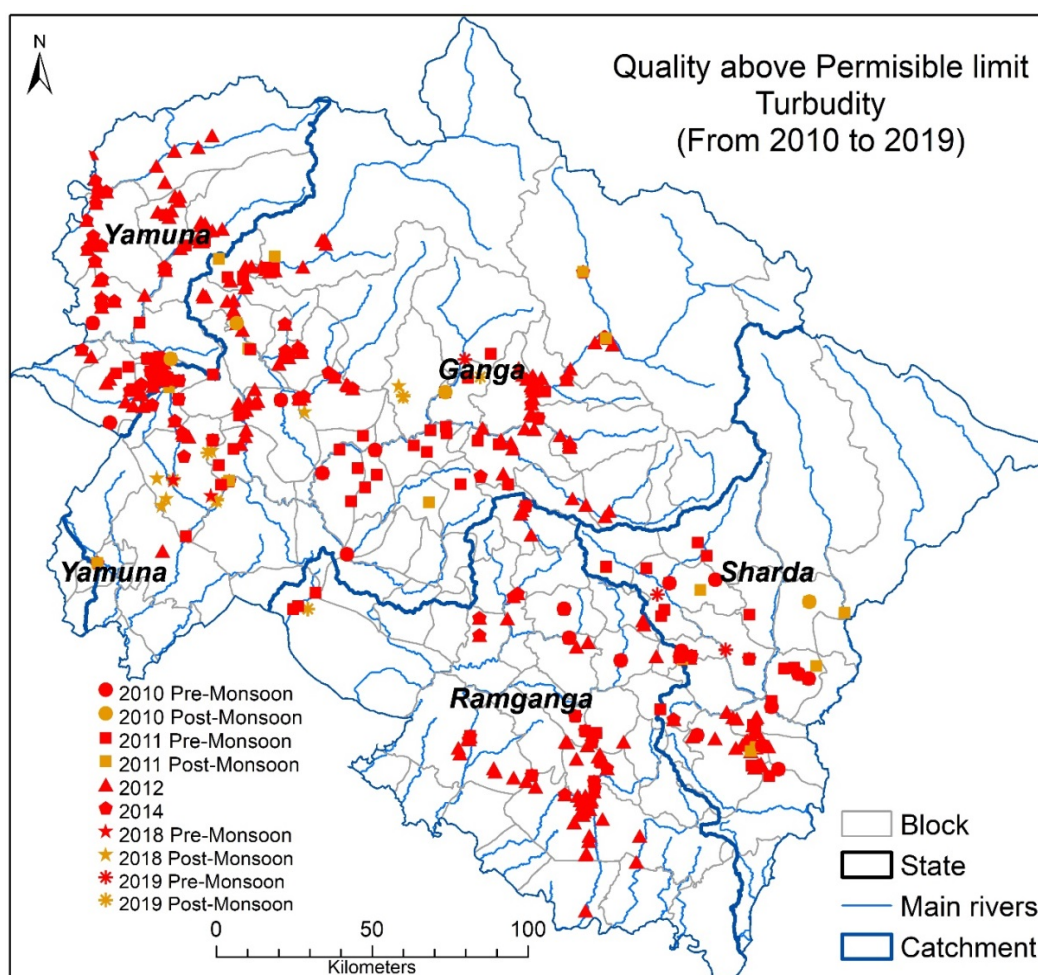 N
Quality above Permisible limit
Turbudity
(From 2010 to 2019)
Yamuna
Ganga
Yamuna
Sharda
Ramganga
2010 Pre-Monsoon
2010 Post-Monsoon
2011 Pre-Monsoon
2011 Post-Monsoon
2012
2014
2018 Pre-Monsoon
2018 Post-Monsoon
2019 Pre-Monsoon
2019 Post-Monsoon
0 50 100
Kilometers
Block
State
Main rivers
Catchment